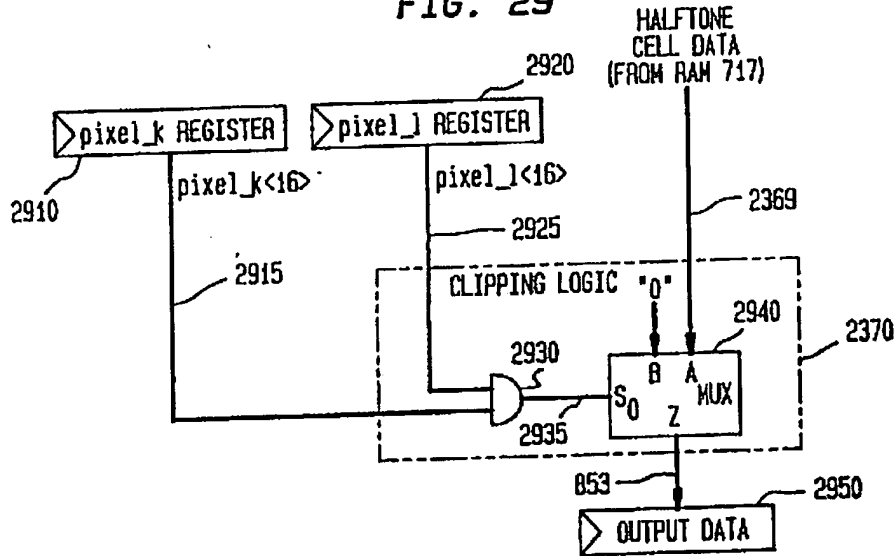 FIG. 29
HALFTONE
CELL DATA
(FROM RAM 717)
2920
pixel_k REGISTER
pixel_l REGISTER
2910
pixel_k<16>
pixel_l<16>
2369
2925
2915
CLIPPING LOGIC "0"
2940
2370
2930
B A
MUX
S0
Z
2935
853
2950
OUTPUT DATA